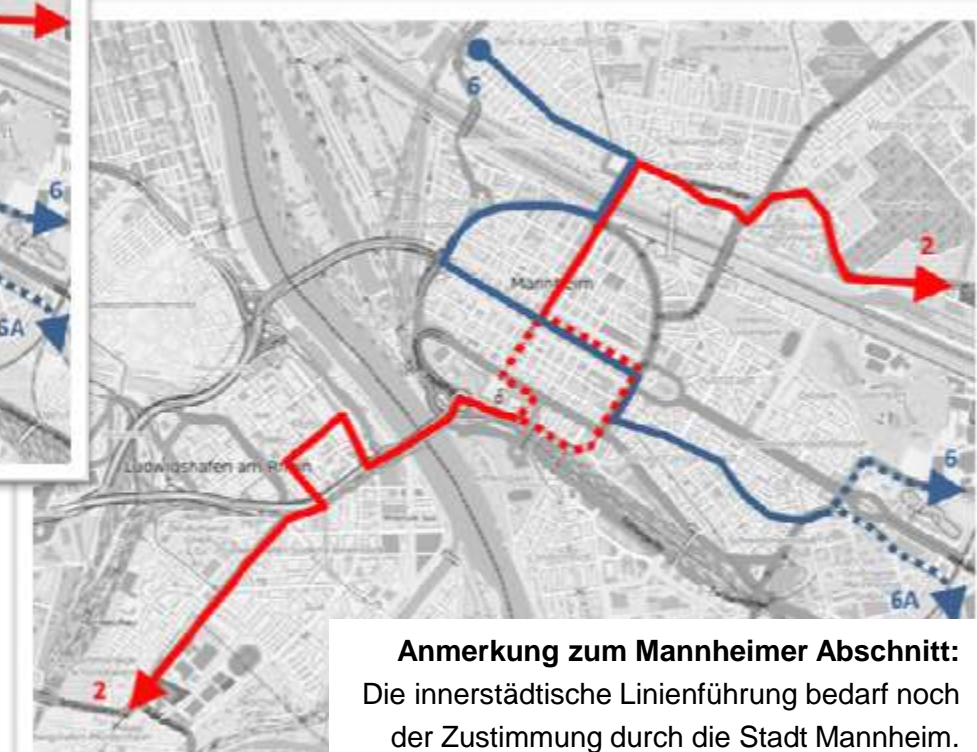 6
6
2
Mannheim
6
6A
Ludwigshafen am Rhein
6
6A
2
Anmerkung zum Mannheimer Abschnitt:
Die innerstädtische Linienführung bedarf noch
der Zustimmung durch die Stadt Mannheim.